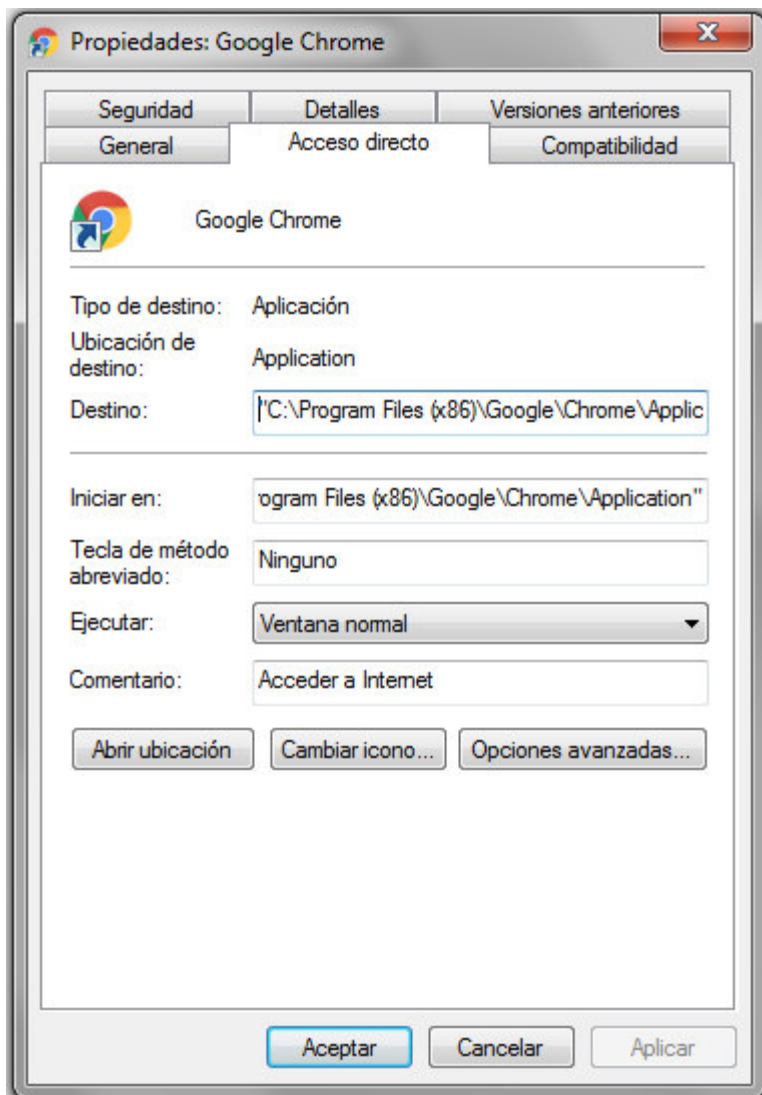 Propiedades: Google Chrome
Seguridad Detalles Versiones anteriores
General Acceso directo Compatibilidad
Google Chrome
Tipo de destino: Aplicación
Ubicación de
destino: Application
Destino: "C:\Program Files (x86)\Google\Chrome\Applic
Iniciar en: rogram Files (x86)\Google\Chrome\Application"
Tecla de método
abreviado: Ninguno
Ejecutar: Ventana normal
Comentario: Acceder a Internet
Abrir ubicación Cambiar icono... Opciones avanzadas...
Aceptar Cancelar Aplicar